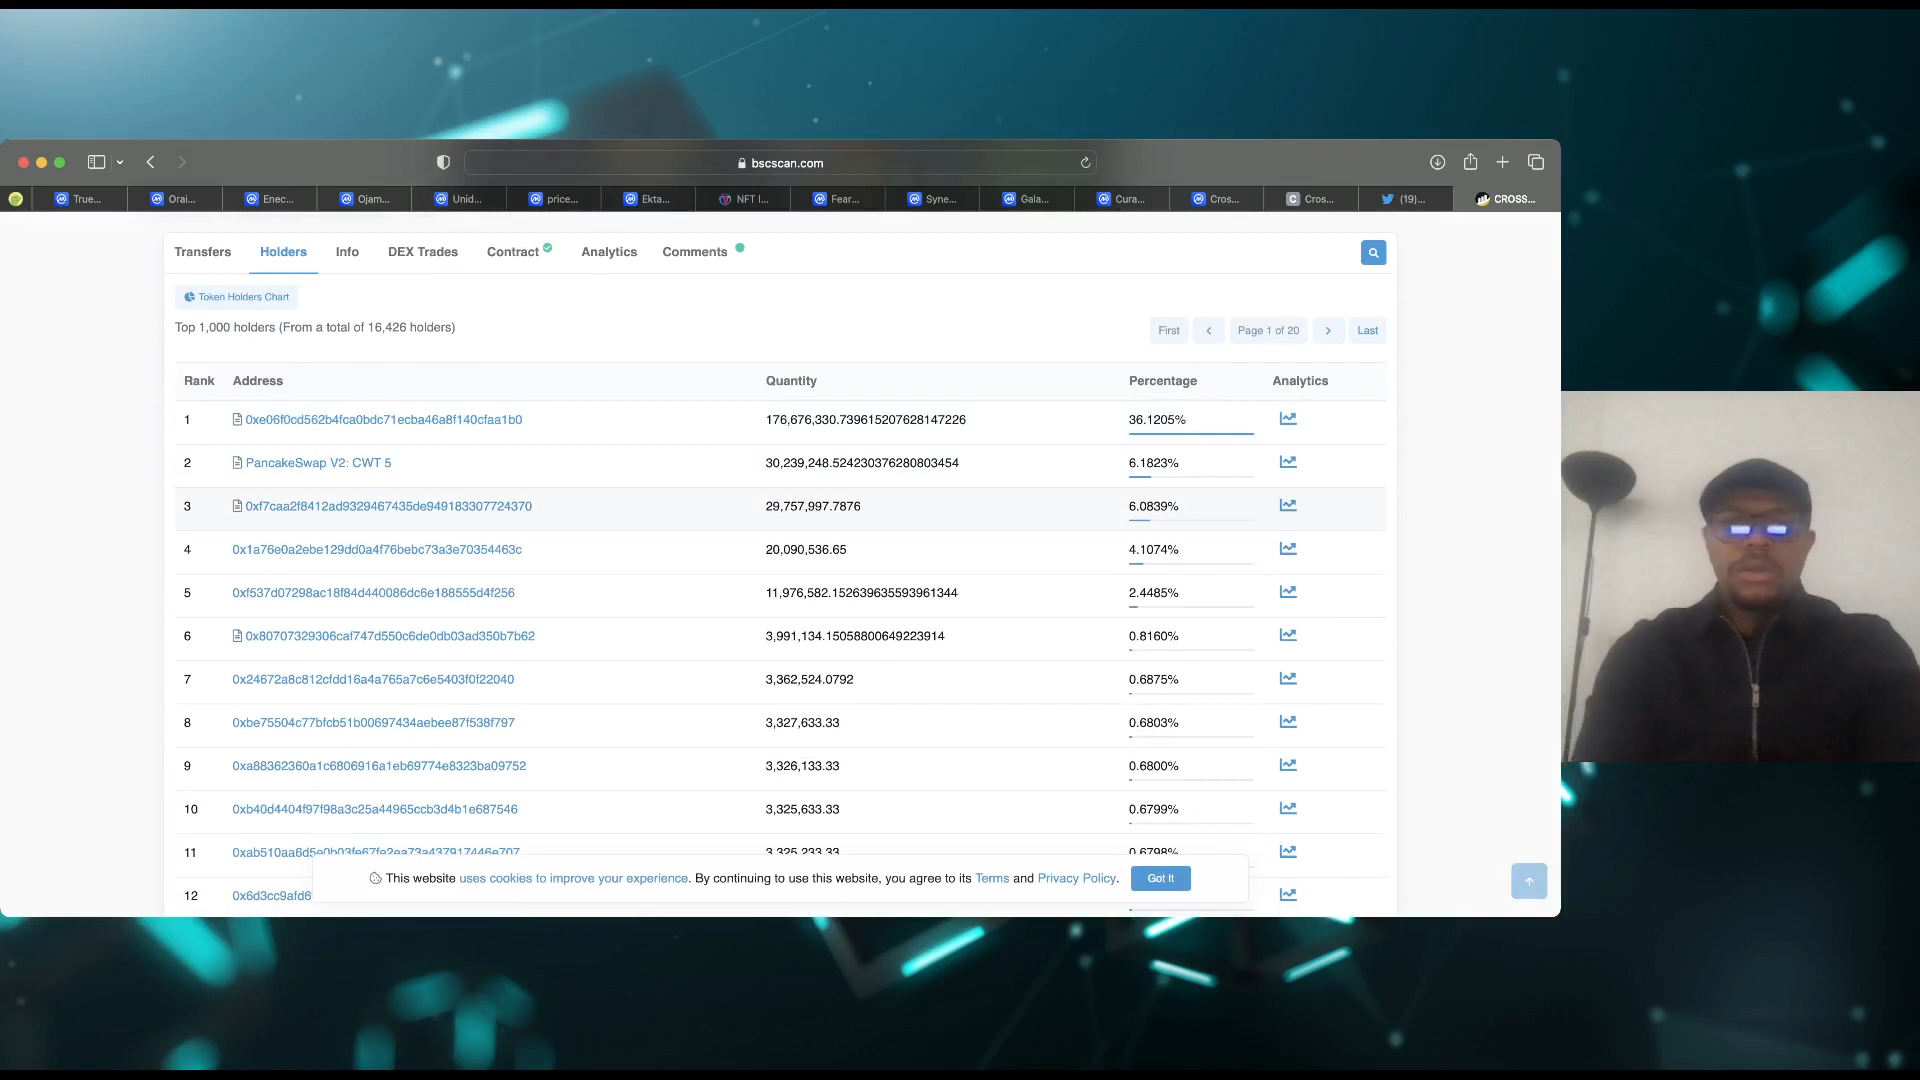 bscscan.com
True...
Orai...
Enec...
Ojam...
Unid...
price...
Ekta...
NFT I...
Fear...
Syne...
Gala...
Cura...
Cros...
C Cros...
(19)...
CROSS...
Transfers Holders Info DEX Trades Contract Analytics Comments
Token Holders Chart
Top 1,000 holders (From a total of 16,426 holders)
First Page 1 of 20 Last
Rank Address Quantity Percentage Analytics
1 0xe06f0cd562b4fca0bdc71ecba46a8f140cfaa1b0 176,676,330.739615207628147226 36.1205%
2 PancakeSwap V2: CWT 5 30,239,248.524230376280803454 6.1823%
3 0xf7caa2f8412ad9329467435de949183307724370 29,757,997.7876 6.0839%
4 0x1a76e0a2ebe129dd0a4f76bebc73a3e70354463c 20,090,536.65 4.1074%
5 0xf537d07298ac18f84d440086dc6e188555d4f256 11,976,582.152639635593961344 2.4485%
6 0x80707329306caf747d550c6de0db03ad350b7b62 3,991,134.15058800649223914 0.8160%
7 0x24672a8c812cfdd16a4a765a7c6e5403f0f22040 3,362,524.0792 0.6875%
8 0xbe75504c77bfcb51b00697434aebee87f538f797 3,327,633.33 0.6803%
9 0xa88362360a1c6806916a1eb69774e8323ba09752 3,326,133.33 0.6800%
10 0xb40d4404f97f98a3c25a44965ccb3d4b1e687546 3,325,633.33 0.6799%
11 0xab510aa6d5e0b03fe67fe2ea73a437917446e707 3,325,233.33 0.6798%
This website uses cookies to improve your experience. By continuing to use this website, you agree to its Terms and Privacy Policy. Got It
12 0x6d3cc9afd6